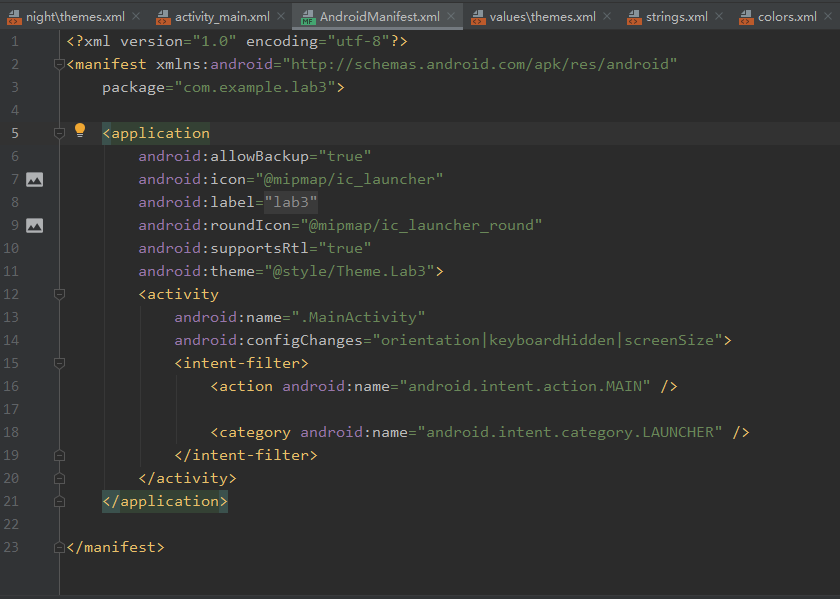 night\themes.xml activity_main.xml AndroidManifest.xml values\themes.xml strings.xml colors.xml
1 <?xml version="1.0" encoding="utf-8"?>
2 <manifest xmlns:android="http://schemas.android.com/apk/res/android"
3 package="com.example.lab3">
4
5 <application
6 android:allowBackup="true"
7 android:icon="@mipmap/ic_launcher"
8 android:label="lab3"
9 android:roundIcon="@mipmap/ic_launcher_round"
10 android:supportsRtl="true"
11 android:theme="@style/Theme.Lab3">
12 <activity
13 android:name=".MainActivity"
14 android:configChanges="orientation|keyboardHidden|screenSize">
15 <intent-filter>
16 <action android:name="android.intent.action.MAIN" />
17
18 <category android:name="android.intent.category.LAUNCHER" />
19 </intent-filter>
20 </activity>
21 </application>
22
23 </manifest>